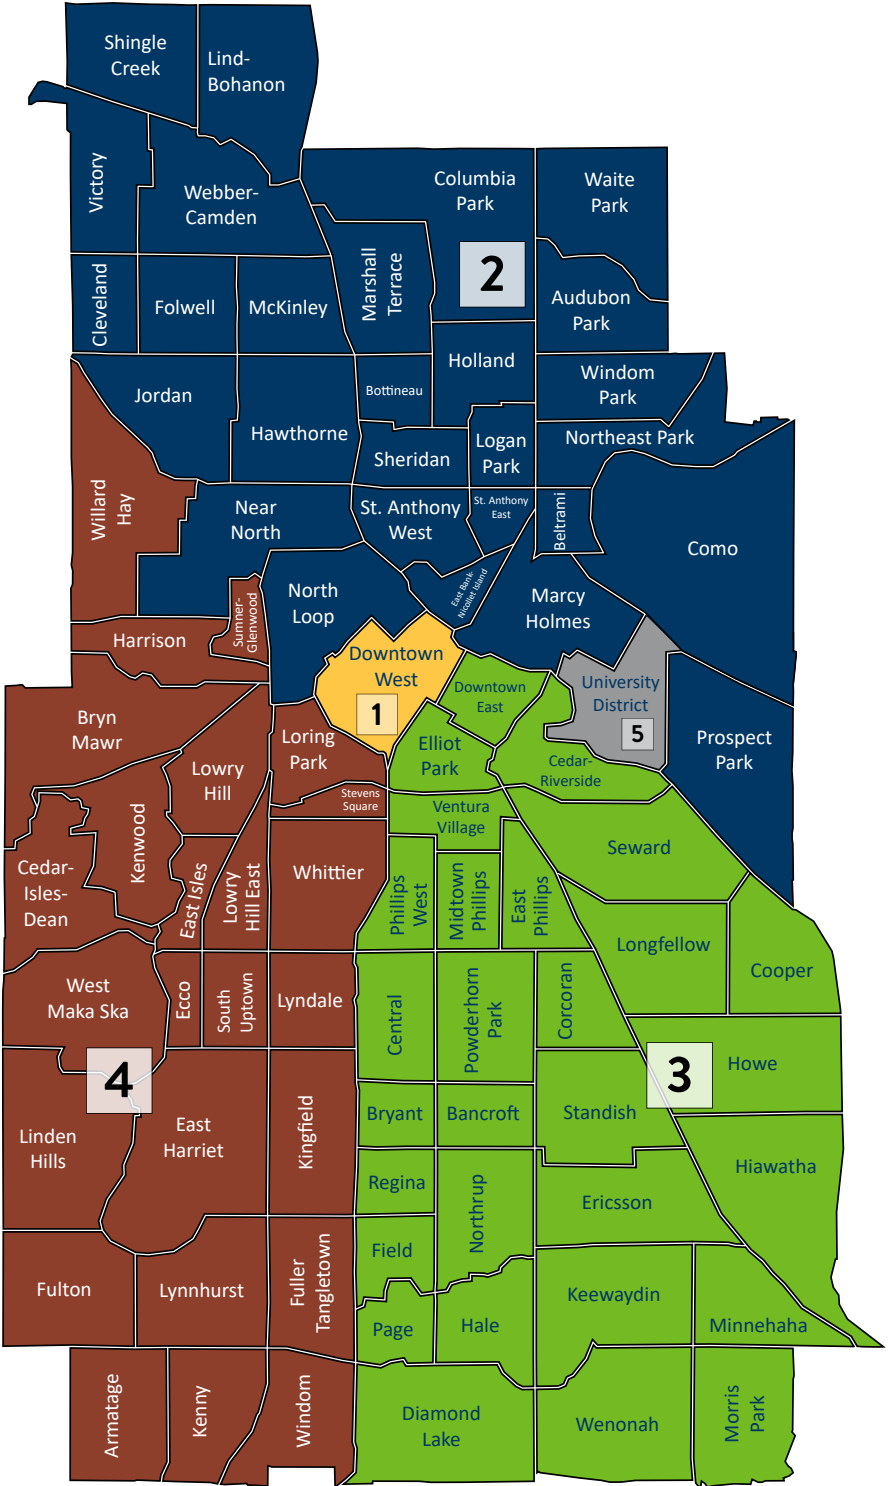 Shingle
Creek
Lind-
Bohanon
Victory
Webber-
Camden
Columbia
Park
Waite
Park
2
Cleveland
Folwell
McKinley
Marshall
Terrace
Audubon
Park
Jordan
Hawthorne
Bottineau
Holland
Windom
Park
Sheridan
Logan
Park
Northeast Park
Willard
Hay
Near
North
St. Anthony
West
St. Anthony
East
Beltrami
Como
North
Loop
East Bank-
Nicollet Island
Marcy
Holmes
Harrison
Sumner-
Glenwood
Downtown
West
1
Downtown
East
University
District
5
Prospect
Park
Bryn
Mawr
Lowry
Hill
Loring
Park
Elliot
Park
Cedar-
Riverside
Stevens
Square
Ventura
Village
Kenwood
Cedar-
Isles-
Dean
East Isles
Lowry
Hill East
Whittier
Phillips
West
Midtown
Phillips
East
Phillips
Seward
Longfellow
Cooper
West
Maka Ska
Ecco
South
Uptown
Lyndale
Central
Powderhorn
Park
Corcoran
4
3
Howe
Linden
Hills
East
Harriet
Kingfield
Bryant
Bancroft
Standish
Hiawatha
Regina
Northrup
Ericsson
Field
Fulton
Lynnhurst
Fuller
Tangletown
Page
Hale
Keewaydin
Minnehaha
Armatage
Kenny
Windom
Diamond
Lake
Wenonah
Morris
Park